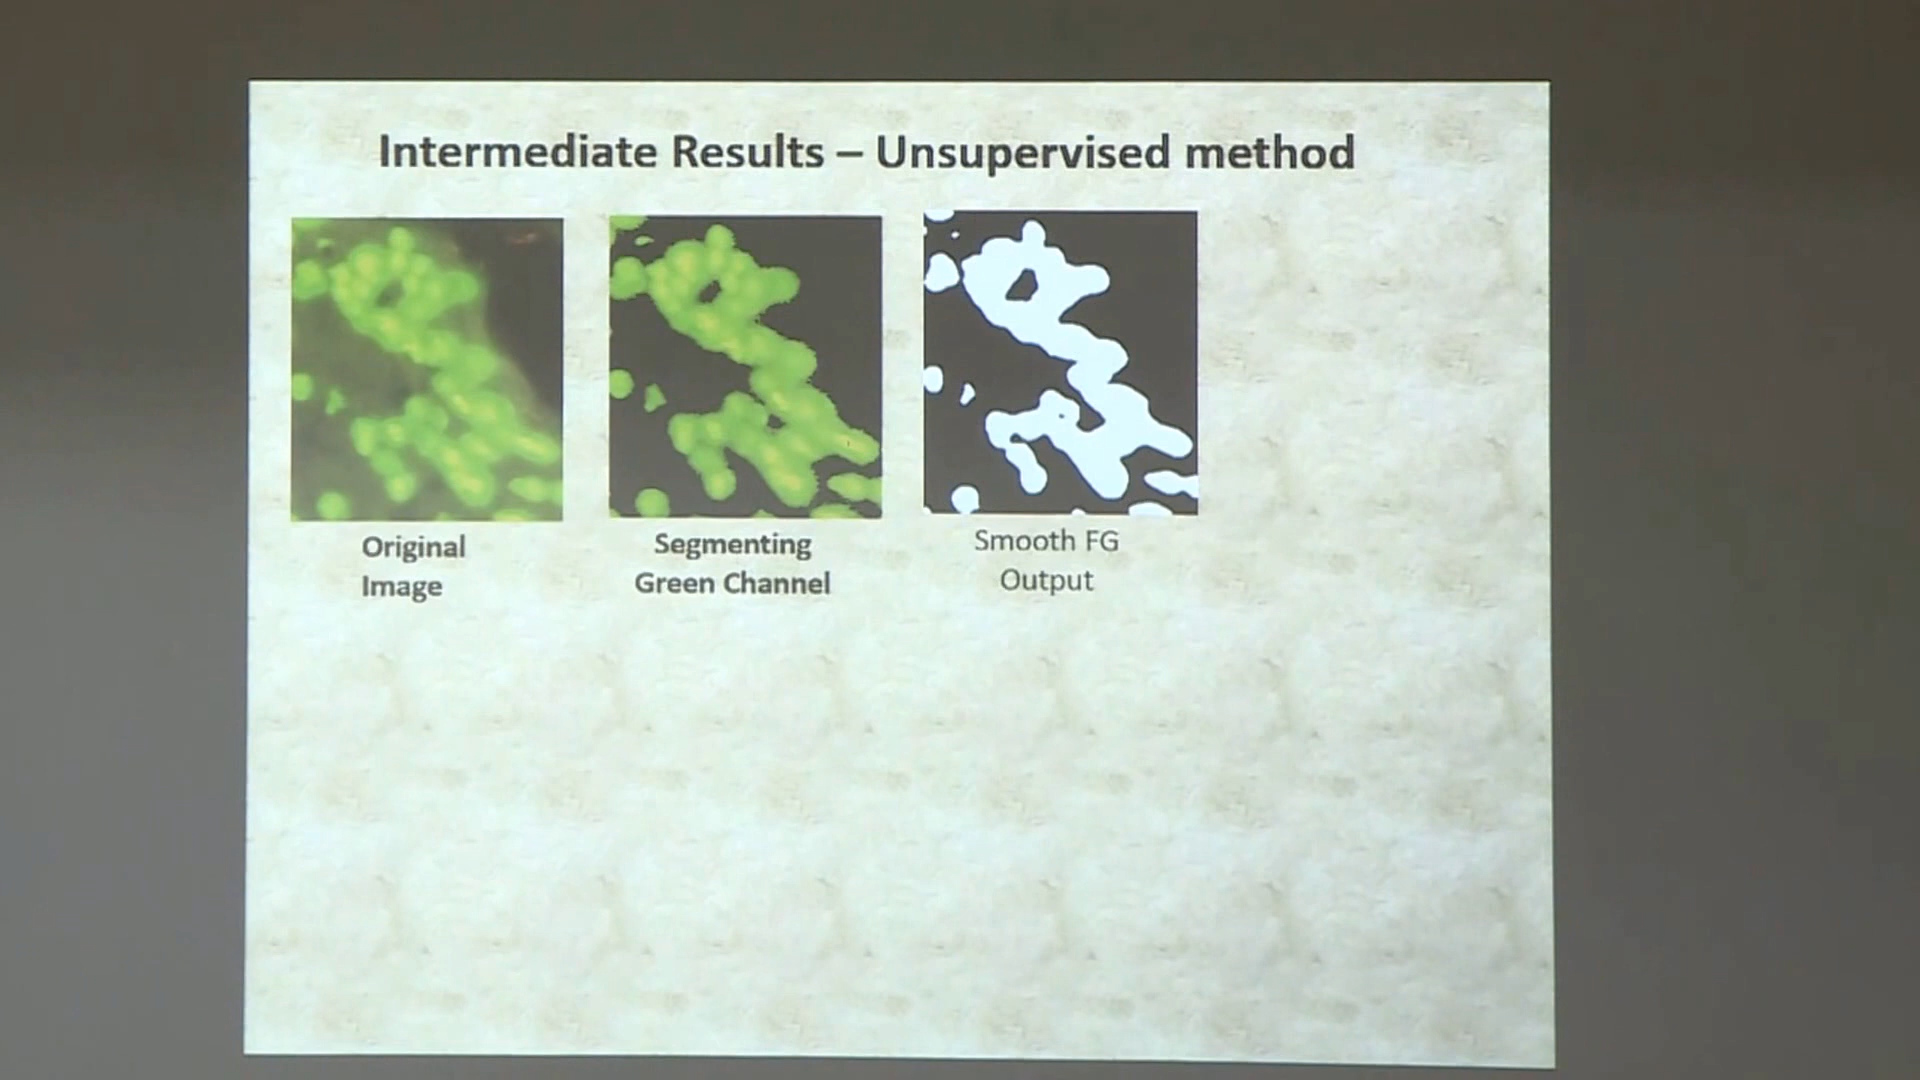 Intermediate Results – Unsupervised method
Original
Image
Segmenting
Green Channel
Smooth FG
Output